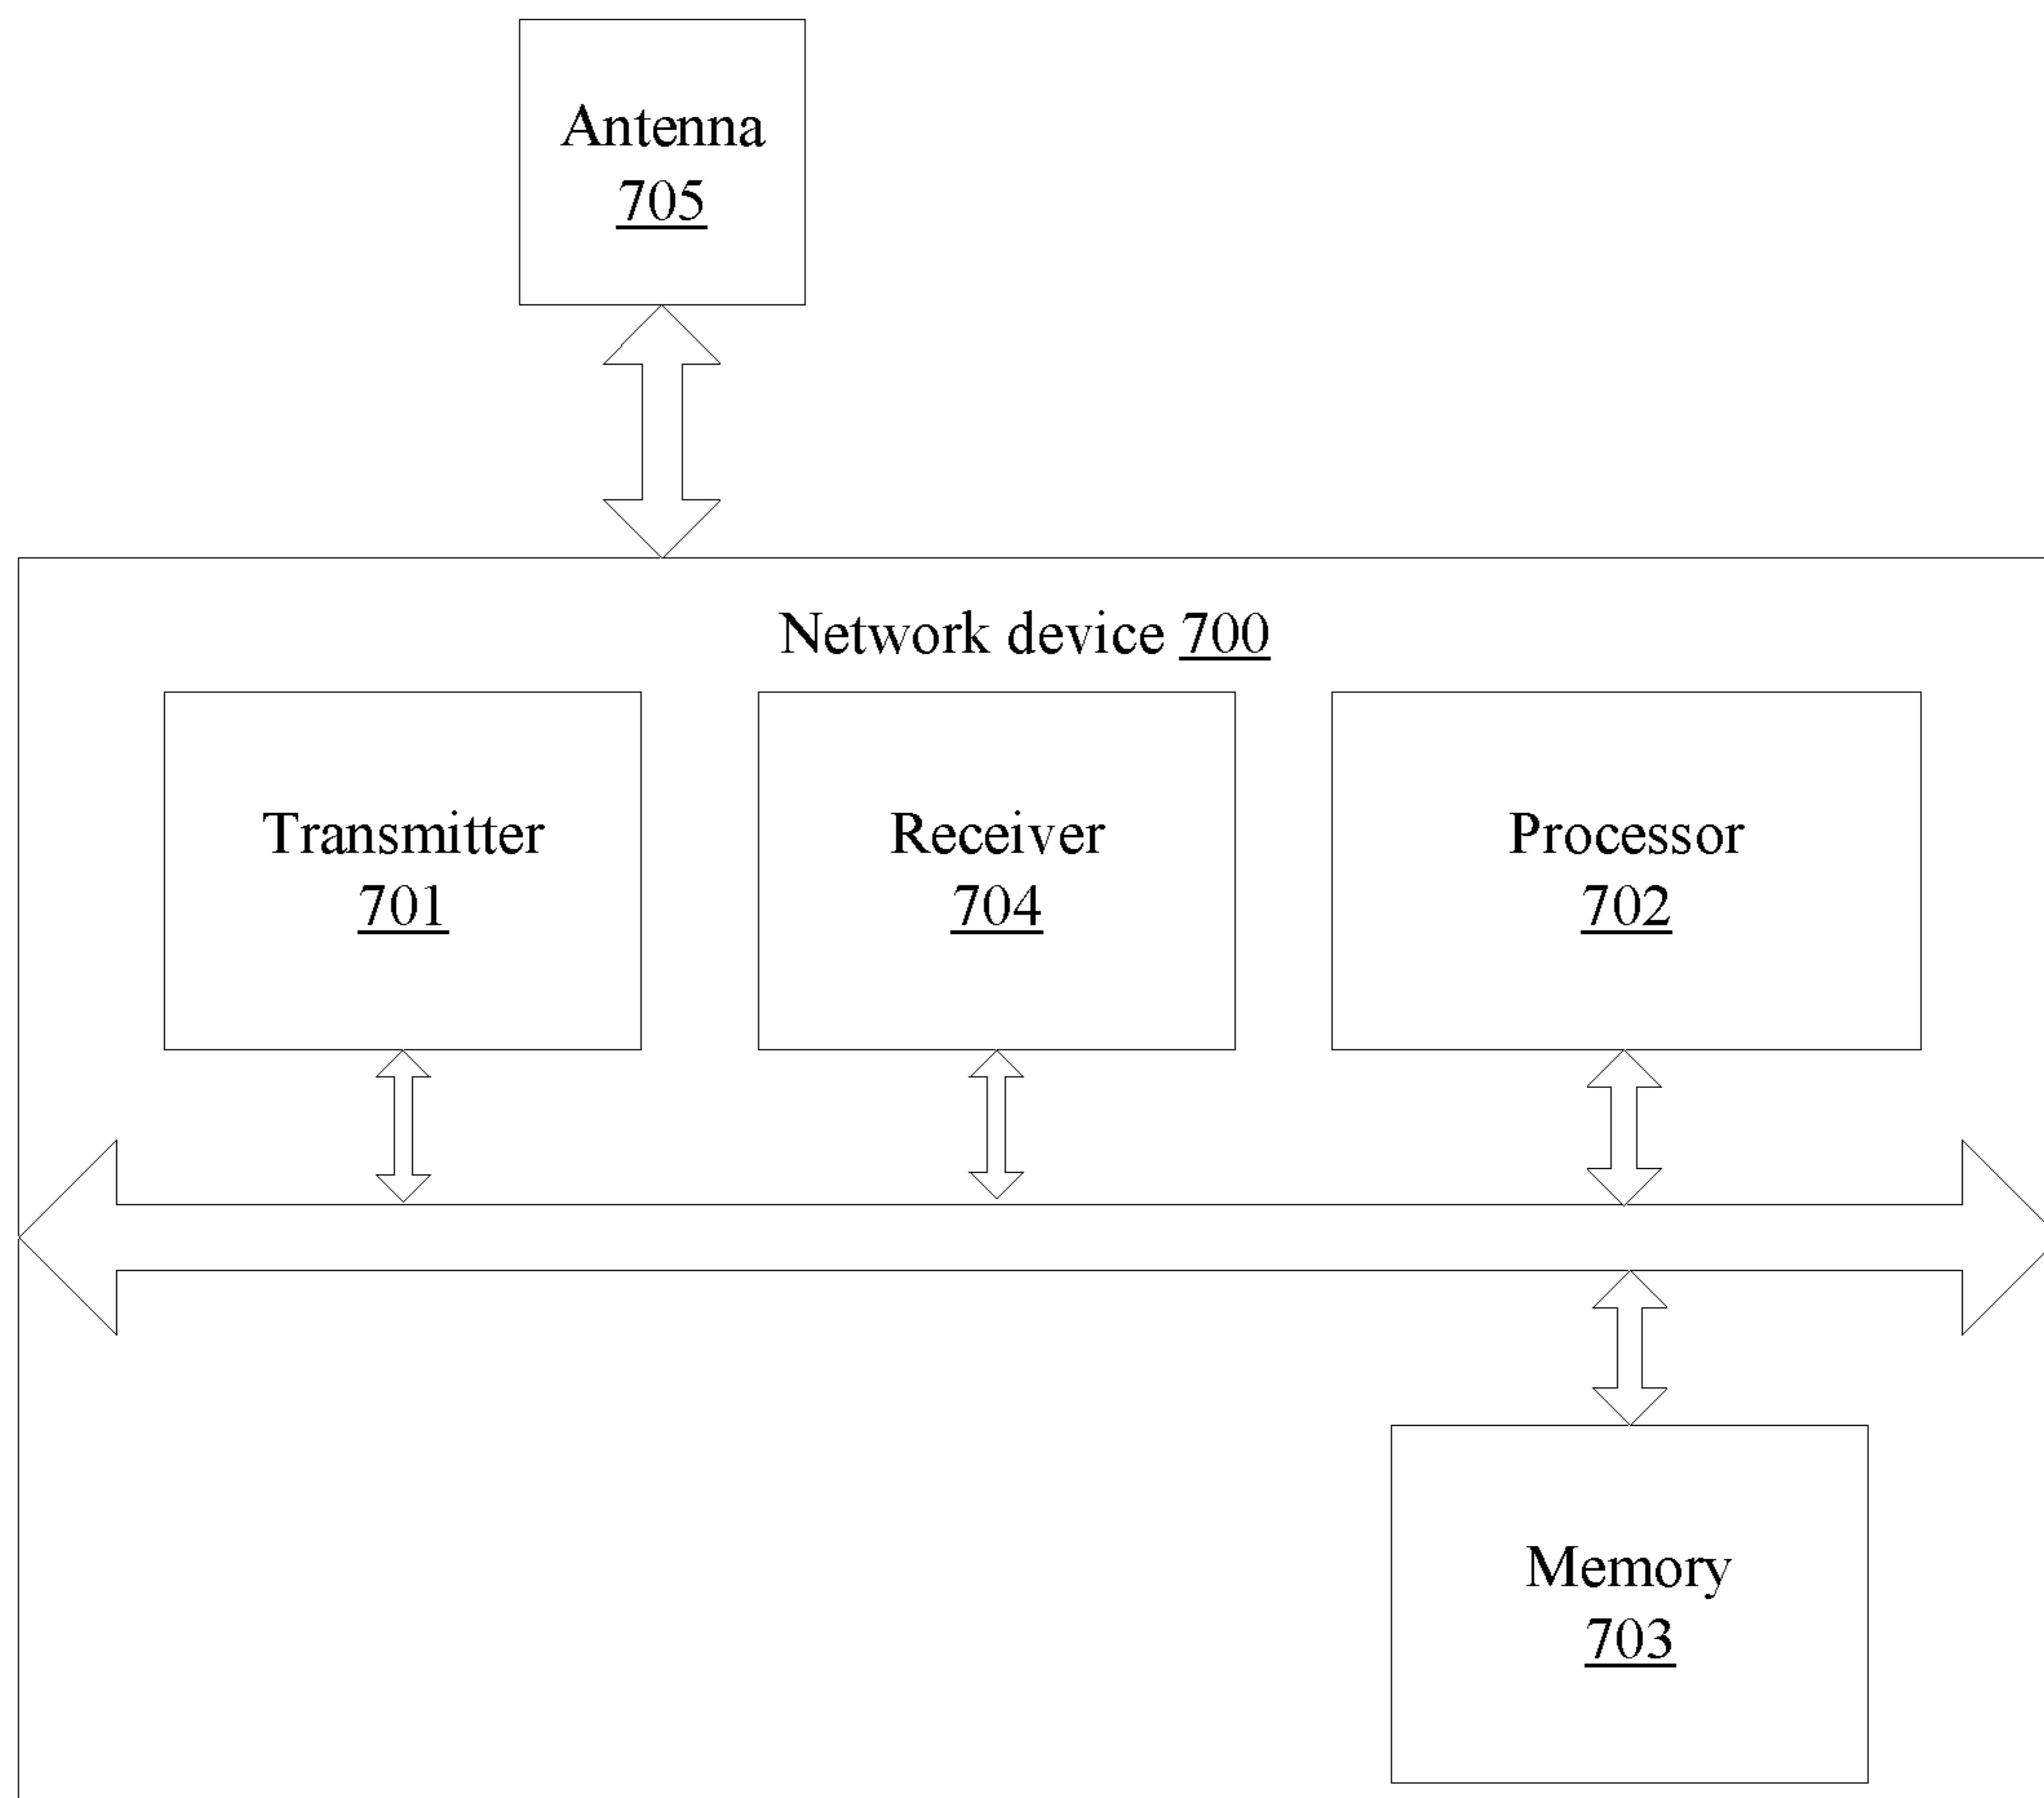 Antenna
705
Network device 700
Transmitter
701
Receiver
704
Processor
702
Memory
703